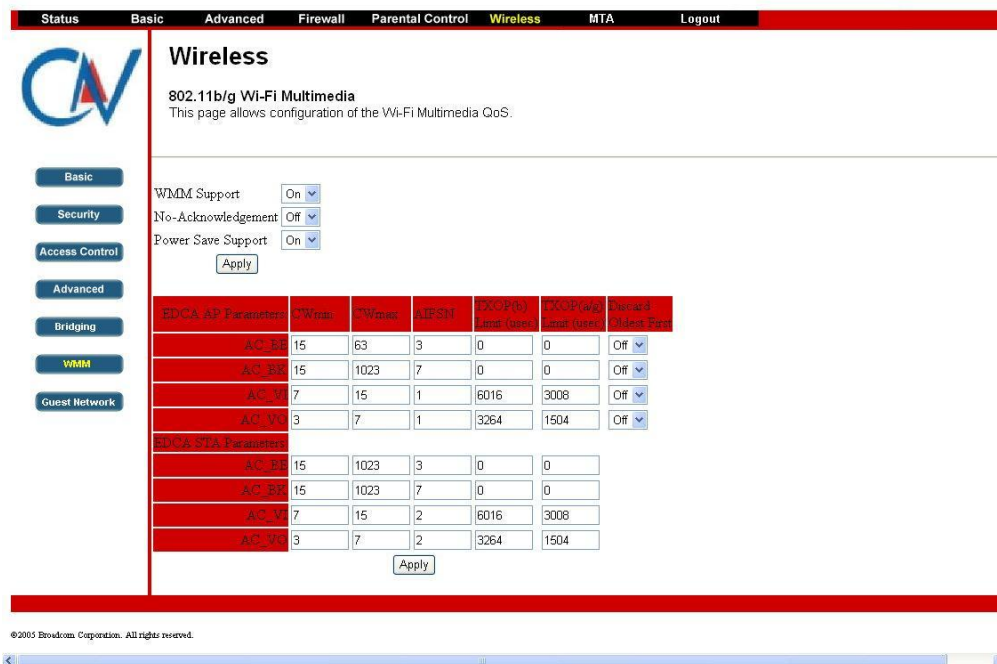 Status Basic Advanced Firewall Parental Control Wireless MTA Logout
Wireless
802.11b/g Wi-Fi Multimedia
This page allows configuration of the Wi-Fi Multimedia QoS.
Basic
Security
Access Control
Advanced
Bridging
WMM
Guest Network
WMM Support On
No-Acknowledgement Off
Power Save Support On
Apply
EDCA AP Parameters: CWmin CWmax AIFSN TXOP(b) Limit (usec) TXOP(a/g) Limit (usec) Discard Oldest First
AC_BE 15 63 3 0 0 Off
AC_BK 15 1023 7 0 0 Off
AC_VI 7 15 1 6016 3008 Off
AC_VO 3 7 1 3264 1504 Off
EDCA STA Parameters:
AC_BE 15 1023 3 0 0
AC_BK 15 1023 7 0 0
AC_VI 7 15 2 6016 3008
AC_VO 3 7 2 3264 1504
Apply
©2005 Broadcom Corporation. All rights reserved.